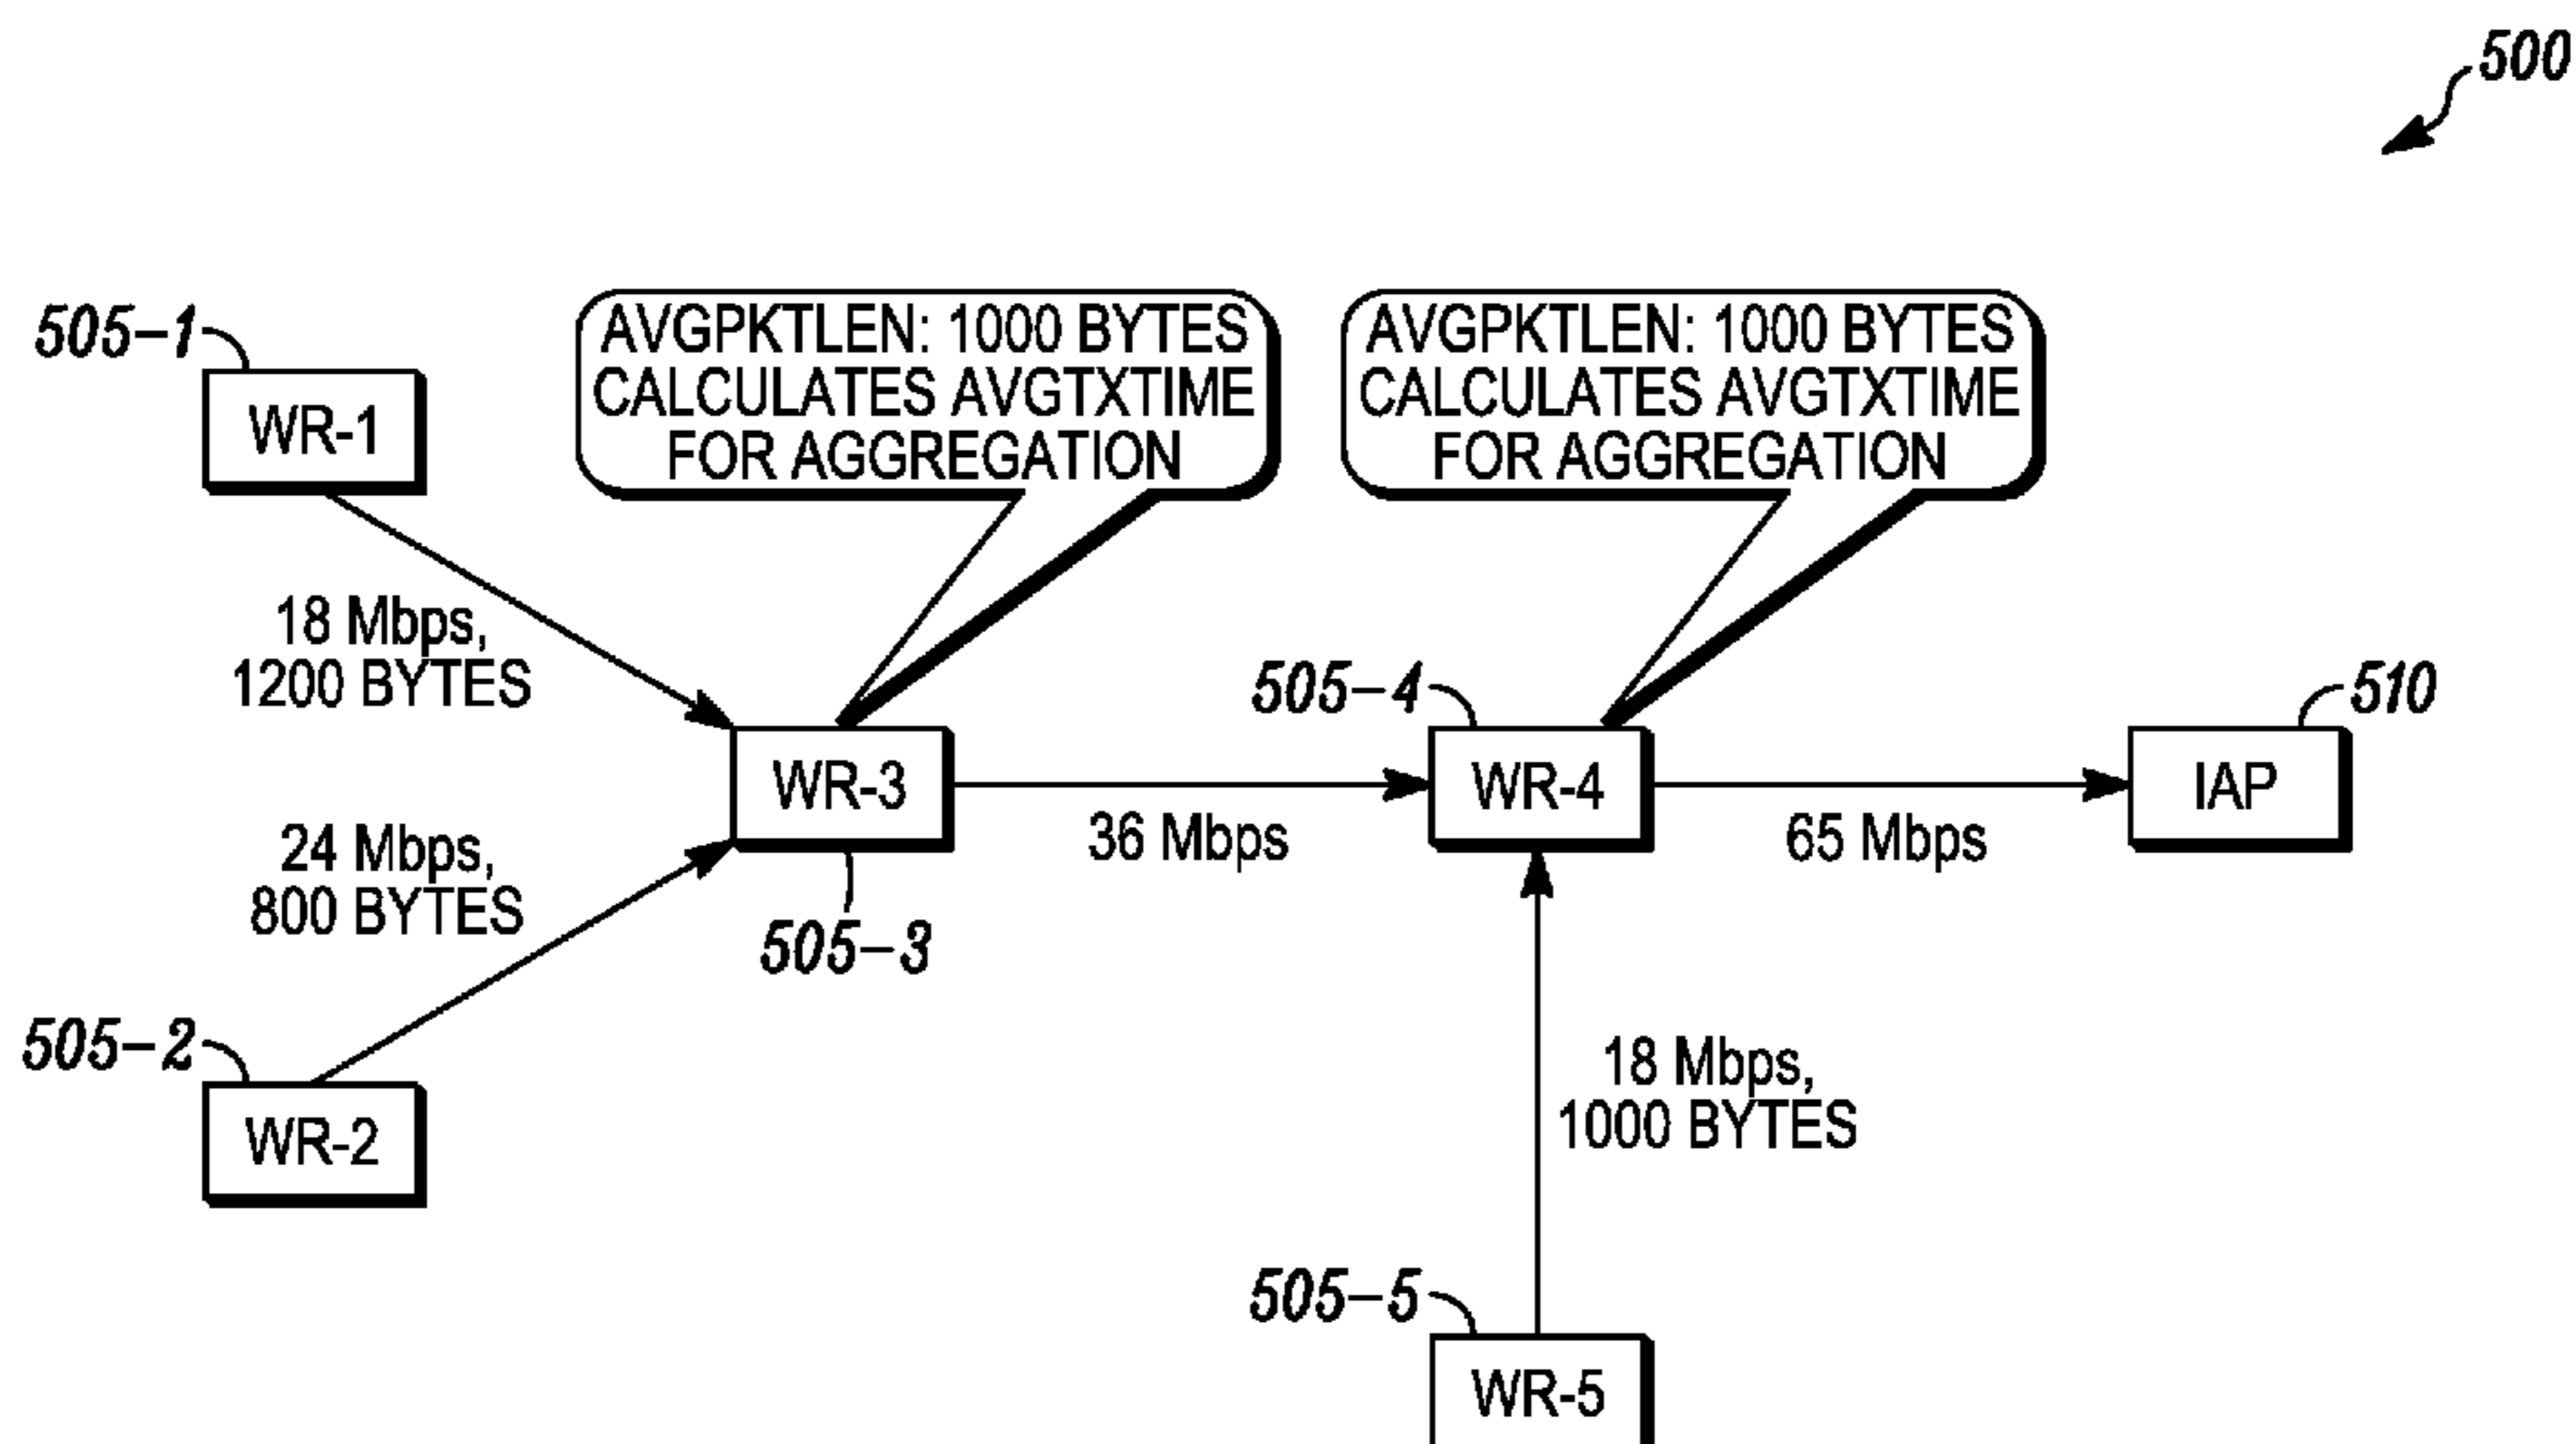 500
505-1
WR-1
AVGPKTLEN: 1000 BYTES
CALCULATES AVGTXTIME
FOR AGGREGATION
AVGPKTLEN: 1000 BYTES
CALCULATES AVGTXTIME
FOR AGGREGATION
18 Mbps,
1200 BYTES
505-4
510
WR-3
WR-4
IAP
36 Mbps
65 Mbps
24 Mbps,
800 BYTES
505-3
505-2
WR-2
18 Mbps,
1000 BYTES
505-5
WR-5